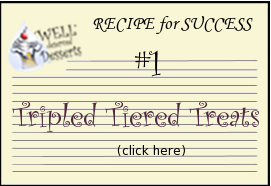 RECIPE for SUCCESS
WELL
deserved
Desserts
#1
Tripled Tiered Treats
(click here)